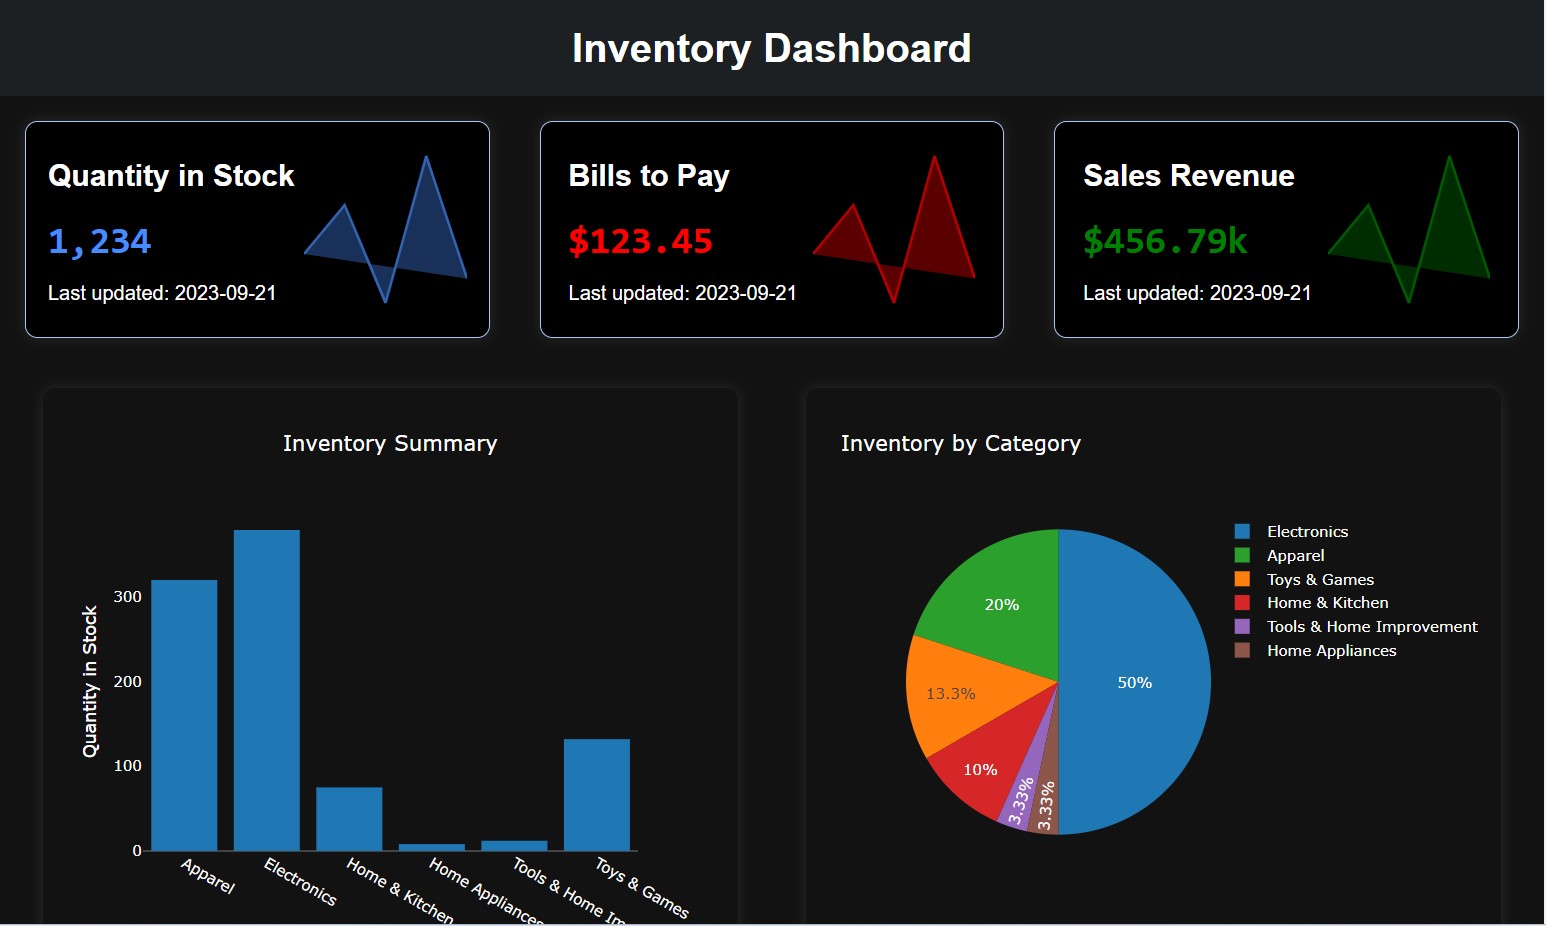 Inventory Dashboard
Quantity in Stock
1,234
Last updated: 2023-09-21
Bills to Pay
$123.45
Last updated: 2023-09-21
Sales Revenue
$456.79k
Last updated: 2023-09-21
Inventory Summary
Quantity in Stock
300
200
100
0
Apparel
Electronics
Home & Kitchen
Home Appliances
Tools & Home Im
Toys & Games
Inventory by Category
20%
13.3%
10%
3.33%
3.33%
50%
Electronics
Apparel
Toys & Games
Home & Kitchen
Tools & Home Improvement
Home Appliances